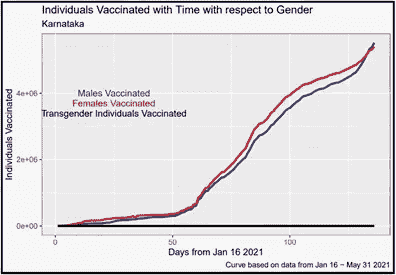 Individuals Vaccinated with Time with respect to Gender
Karnataka
Males Vaccinated
Females Vaccinated
Transgender Individuals Vaccinated
Individuals Vaccinated
4e+06
2e+06
0e+00
0
50
100
Days from Jan 16 2021
Curve based on data from Jan 16 - May 31 2021